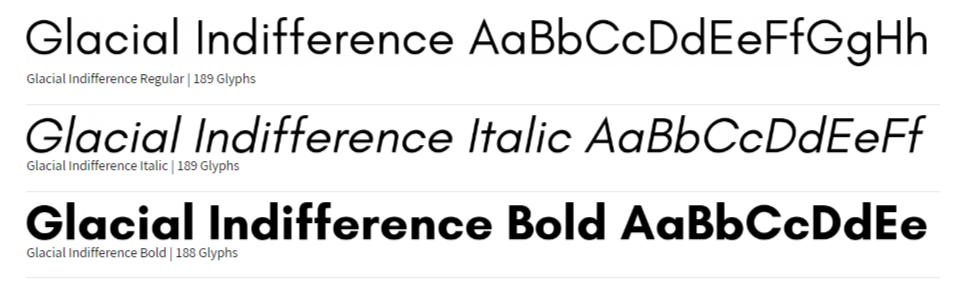 Glacial Indifference AaBbCcDdEeFfGgHh
Glacial Indifference Regular | 189 Glyphs
Glacial Indifference Italic AaBbCcDdEeFf
Glacial Indifference Italic | 189 Glyphs
Glacial Indifference Bold AaBbCcDdEe
Glacial Indifference Bold | 188 Glyphs